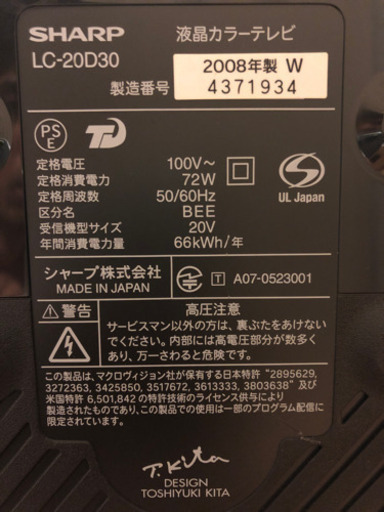 SHARP 液晶カラーテレビ
LC-20D30
製造番号 2008年製 W
4371934
PS
E
定格電圧 100V~
定格消費電力 72W
定格周波数 50/60Hz
区分名 BEE
受信機型サイズ 20V
年間消費電力量 66kWh/年
UL Japan
シャープ株式会社
MADE IN JAPAN
T A07-0523001
警告 高圧注意
サービスマン以外の方は、裏ぶたをあけない
でください。内部には高電圧部分が数多く
あり、万一さわると危険です。
この製品は、マクロヴィジョン社が保有する日本特許 "2895629,
3272363, 3425850, 3517672, 3613333, 3803638" 及び
米国特許 6,501,842 の特許技術のライセンス供与により
製造されたものです。この製品での使用は一部のプログラム配信に
限定されています。
T. Kita
DESIGN
TOSHIYUKI KITA